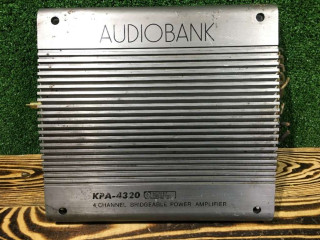 AUDIOBANK
KPA-4320
4 CHANNEL BRIDGEABLE POWER AMPLIFIER